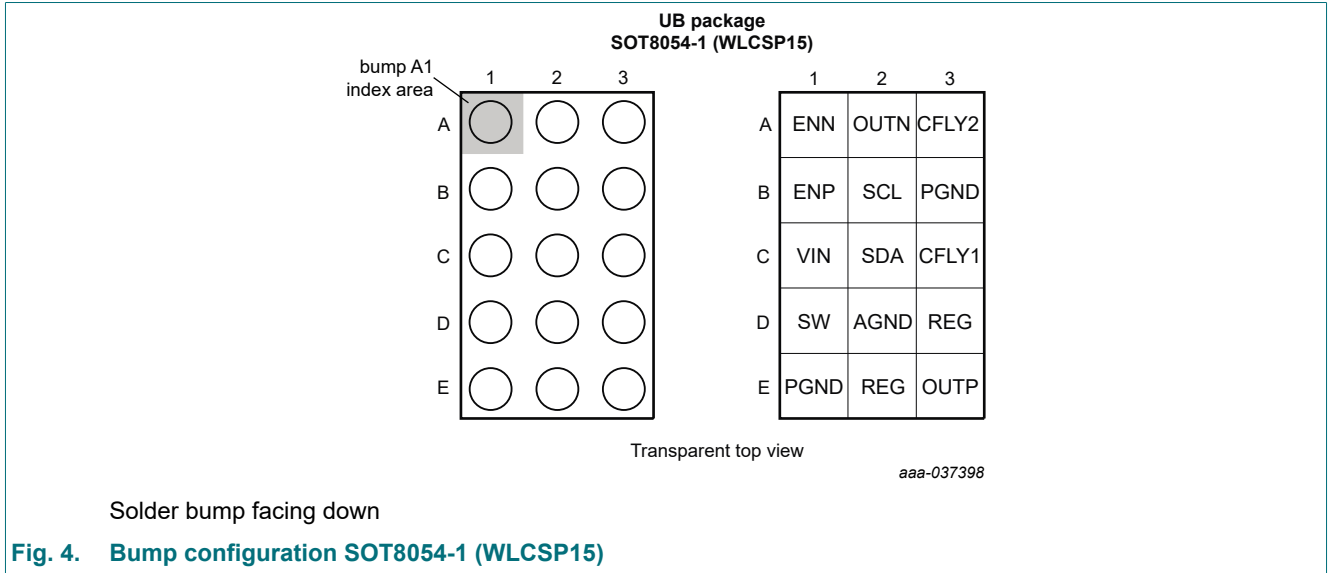 UB package
SOT8054-1 (WLCSP15)
bump A1
index area
1 2 3
A
B
C
D
E
1 2 3
A ENN OUTN CFLY2
B ENP SCL PGND
C VIN SDA CFLY1
D SW AGND REG
E PGND REG OUTP
Transparent top view
aaa-037398
Solder bump facing down
Fig. 4. Bump configuration SOT8054-1 (WLCSP15)